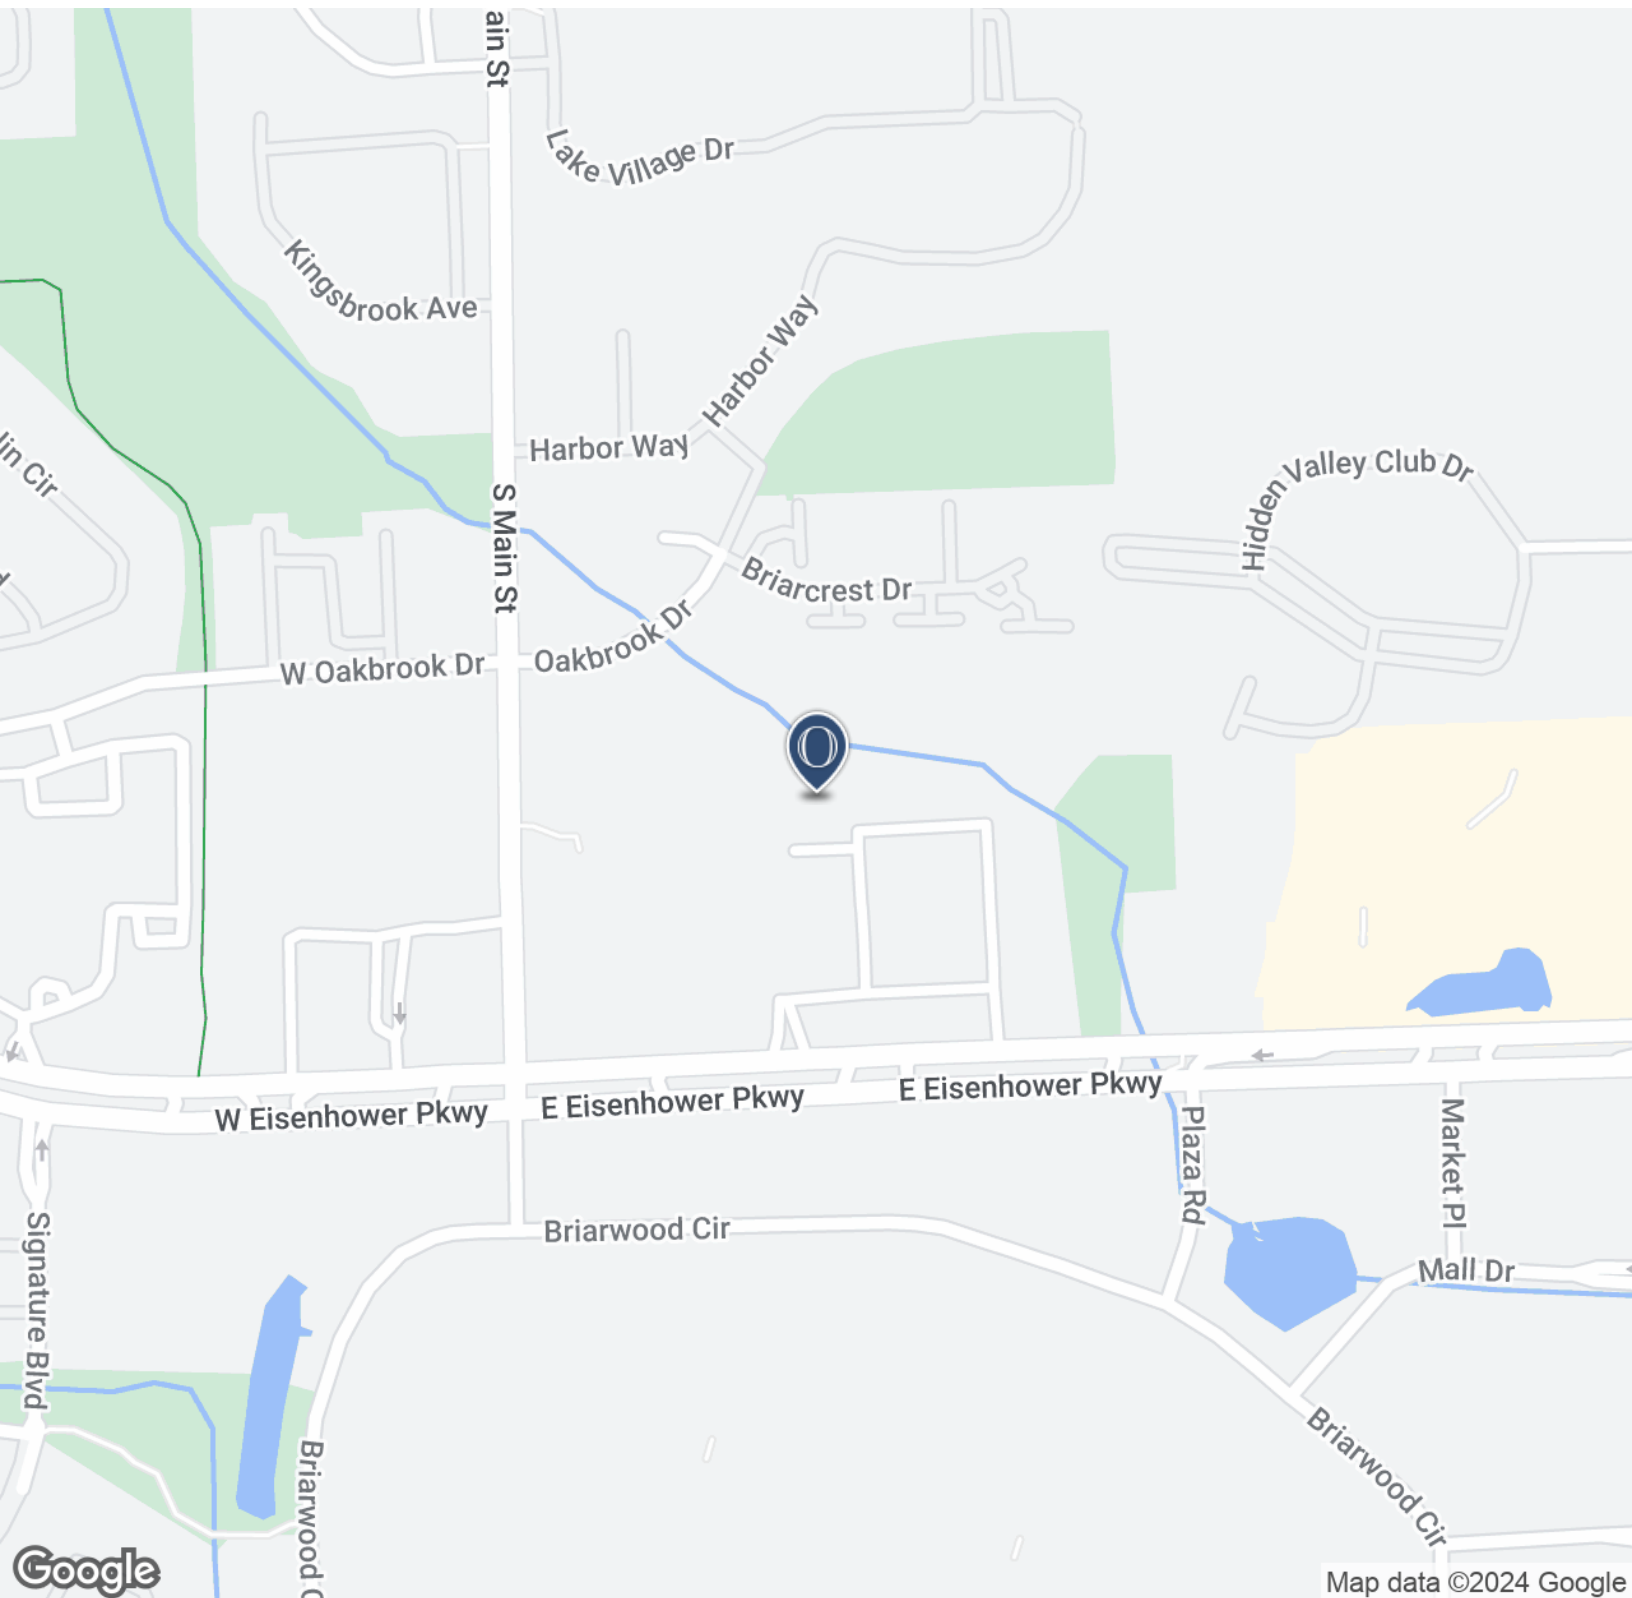 ain St
Lake Village Dr
Kingsbrook Ave
Harbor Way
Harbor Way
Hidden Valley Club Dr
lin Cir
S Main St
Briarcrest Dr
W Oakbrook Dr
Oakbrook Dr
W Eisenhower Pkwy
E Eisenhower Pkwy
E Eisenhower Pkwy
Plaza Rd
Market Pl
Signature Blvd
Briarwood Cir
Mall Dr
Briarwood C
Briarwood Cir
Google
Map data ©2024 Google